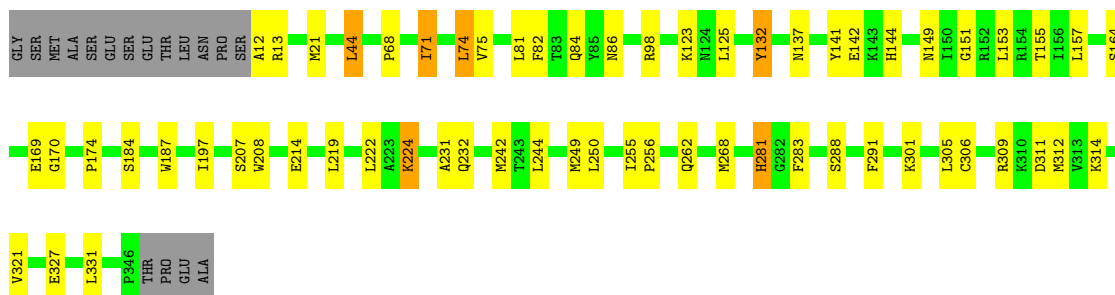 GLY SER MET ALA SER GLU SER GLU THR LEU ASN PRO SER A12 R13 M21 L44 P68 I71 L74 V75 L81 F82 T83 Q84 Y85 N86 R98 K123 N124 L125 Y132 N137 Y141 E142 K143 H144 N149 I150 G151 R152 L153 R154 T155 I156 L157 S164
E169 G170 P174 S184 W187 I197 S207 W208 E214 L219 L222 A223 K224 A231 Q232 M242 T243 L244 M249 L250 I255 P256 Q262 M268 H281 G282 F283 S288 F291 K301 L305 C306 R309 K310 D311 M312 V313 K314
V321 E327 L331 P346 THR PRO GLU ALA